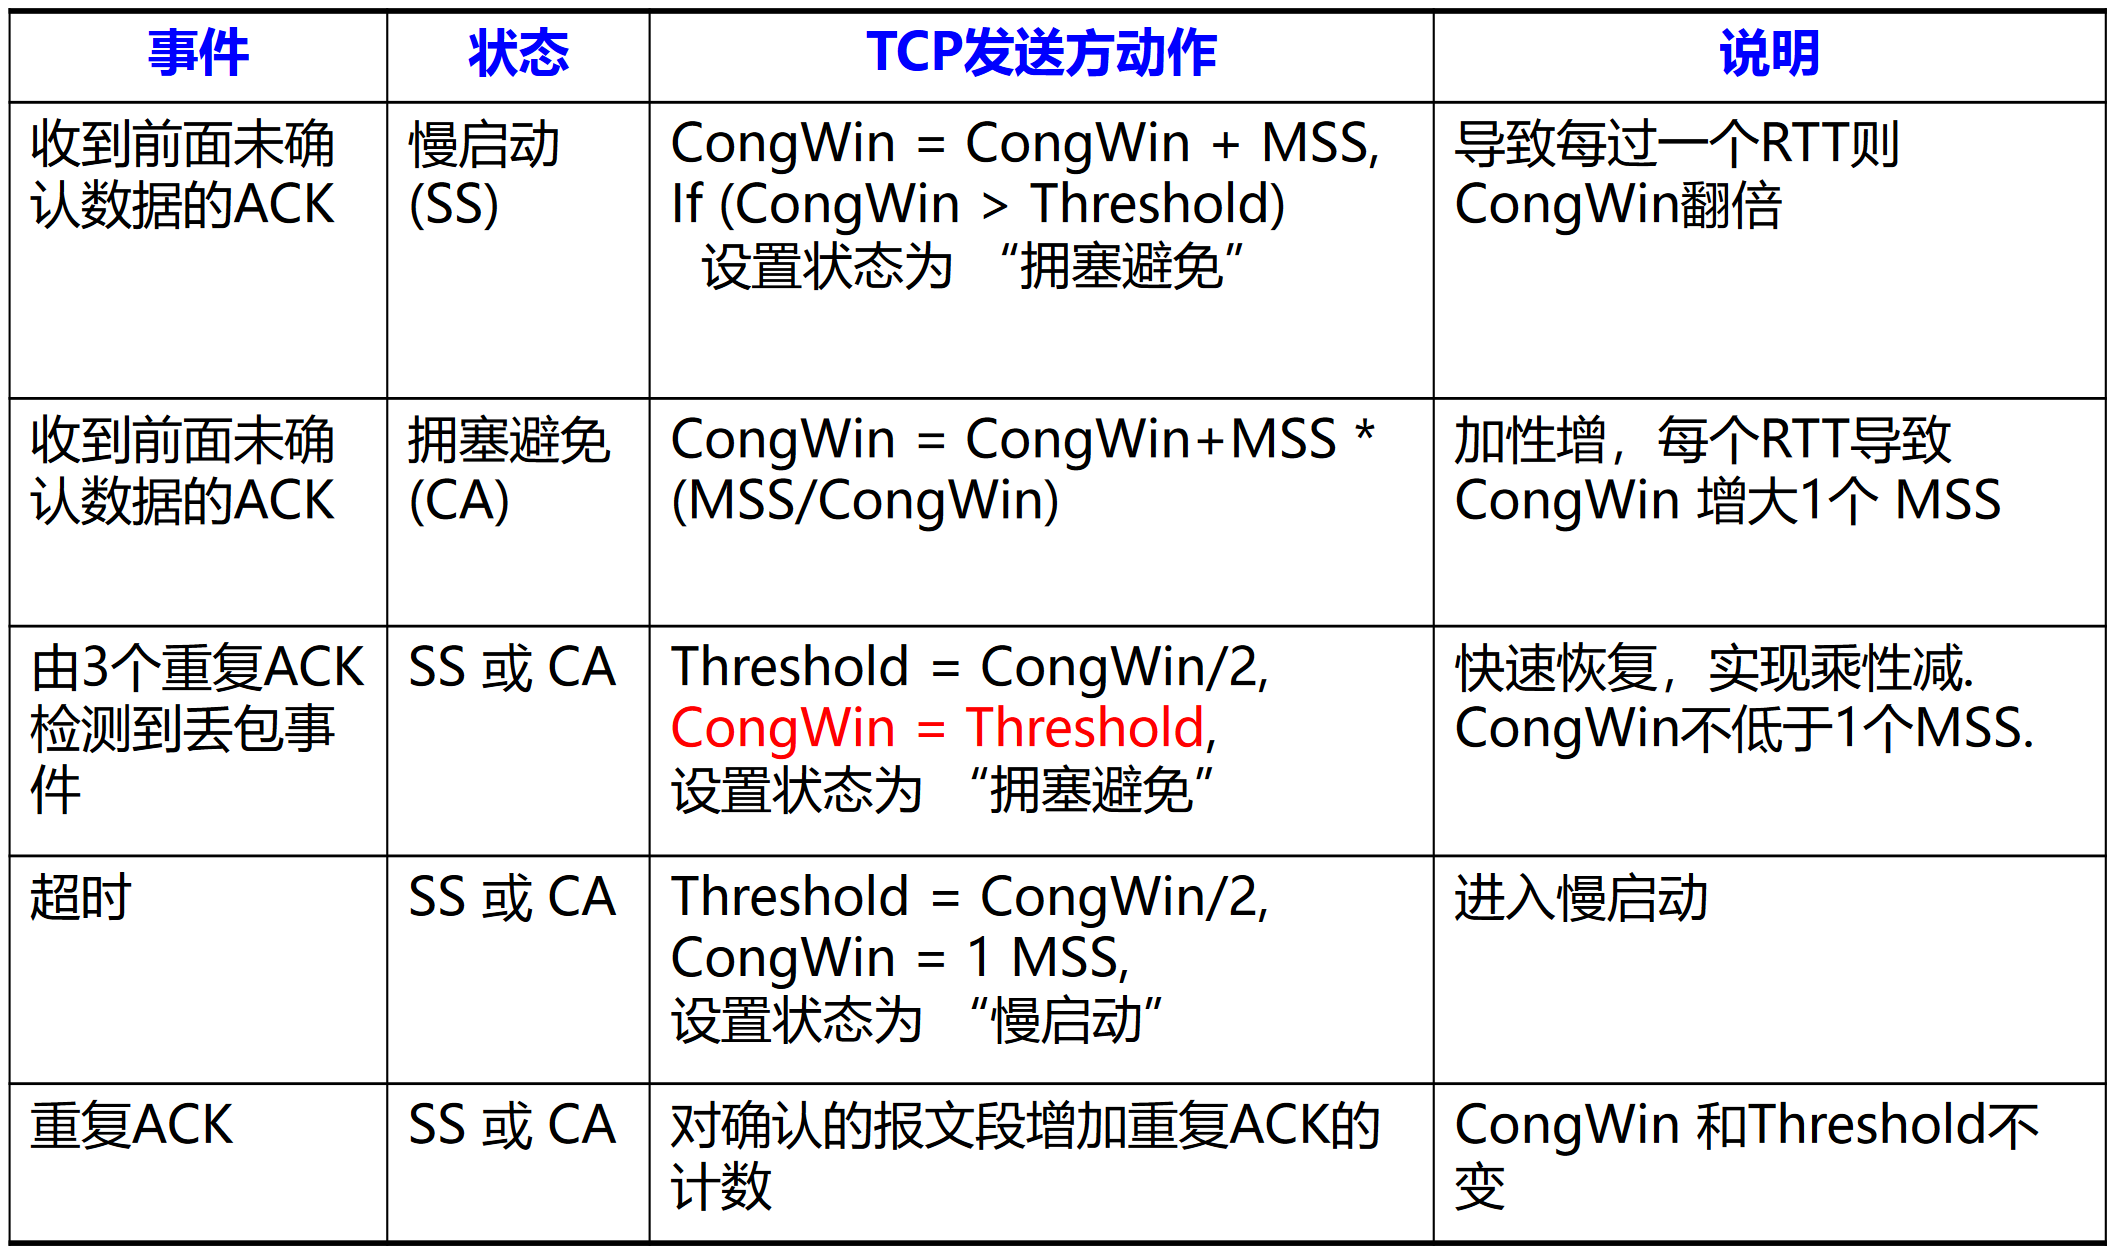 事件
状态
TCP发送方动作
说明
收到前面未确
认数据的ACK
慢启动
(SS)
CongWin = CongWin + MSS,
If (CongWin > Threshold)
设置状态为 “拥塞避免”
导致每过一个RTT则
CongWin翻倍
收到前面未确
认数据的ACK
拥塞避免
(CA)
CongWin = CongWin+MSS *
(MSS/CongWin)
加性增，每个RTT导致
CongWin 增大1个 MSS
由3个重复ACK
检测到丢包事
件
SS 或 CA
Threshold = CongWin/2,
CongWin = Threshold,
设置状态为 “拥塞避免”
快速恢复，实现乘性减.
CongWin不低于1个MSS.
超时
SS 或 CA
Threshold = CongWin/2,
CongWin = 1 MSS,
设置状态为 “慢启动”
进入慢启动
重复ACK
SS 或 CA
对确认的报文段增加重复ACK的
计数
CongWin 和Threshold不
变